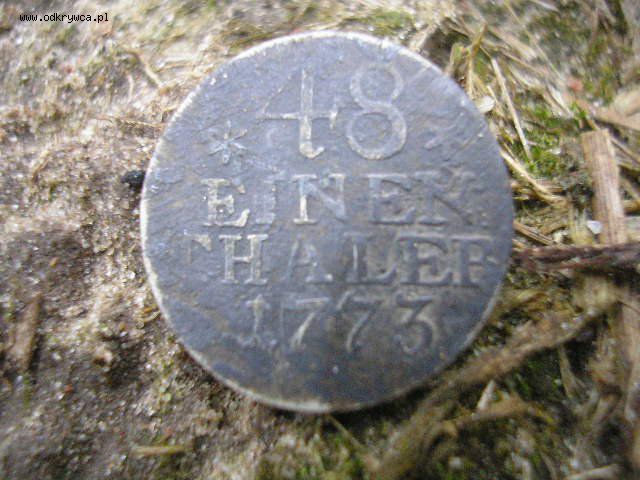 www.odkrywca.pl
* 48 *
EINEN
THALER
1773